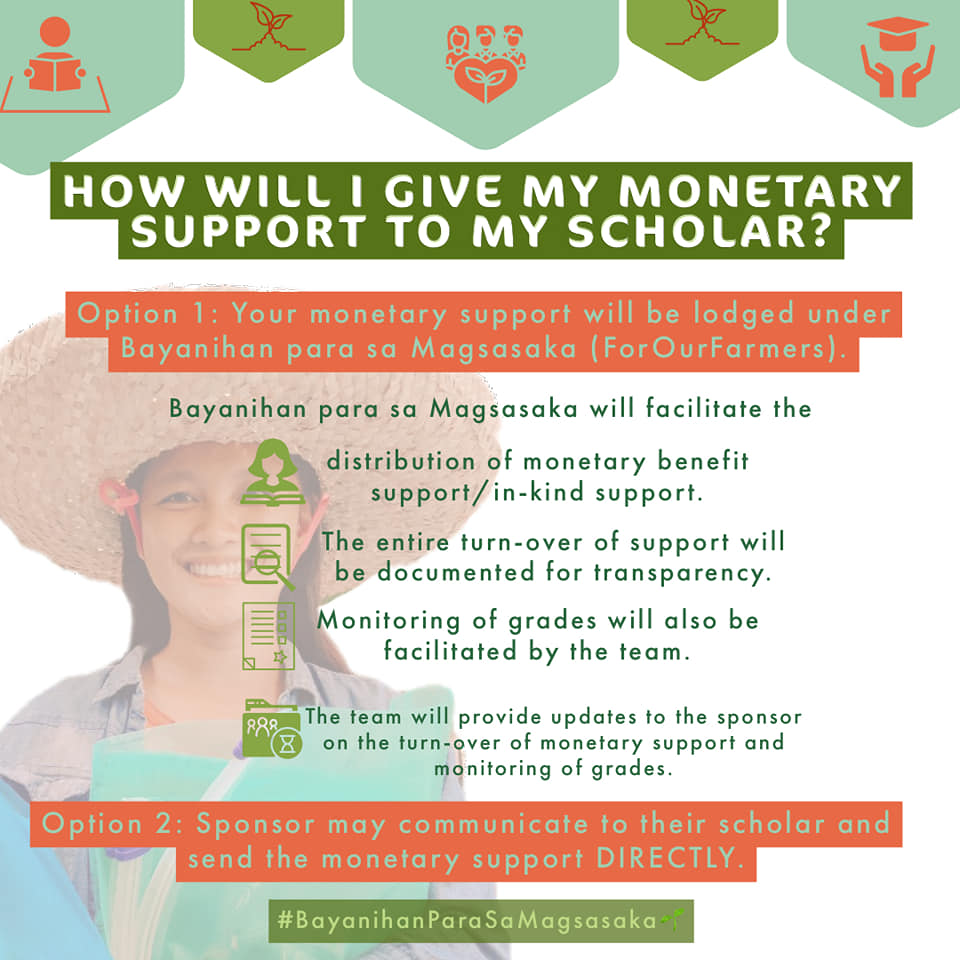 HOW WILL I GIVE MY MONETARY
SUPPORT TO MY SCHOLAR?
Option 1: Your monetary support will be lodged under
Bayanihan para sa Magsasaka (ForOurFarmers).
Bayanihan para sa Magsasaka will facilitate the
distribution of monetary benefit
support/in-kind support.
The entire turn-over of support will
be documented for transparency.
Monitoring of grades will also be
facilitated by the team.
The team will provide updates to the sponsor
on the turn-over of monetary support and
monitoring of grades.
Option 2: Sponsor may communicate to their scholar and
send the monetary support DIRECTLY.
#BayanihanParaSaMagsasaka🌱